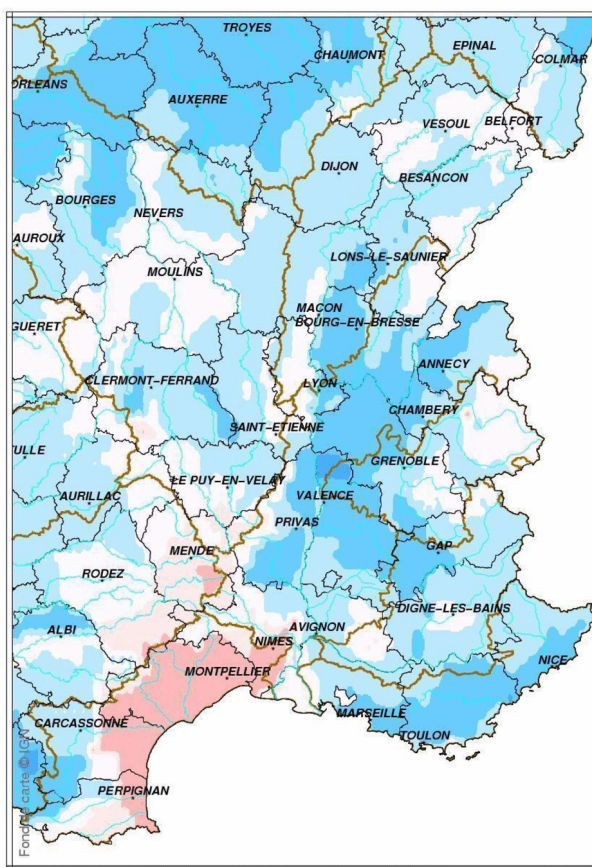 TROYES
EPINAL
CHAUMONT
COLMAR
ORLEANS
AUXERRE
VESOUL
BELFORT
DIJON
BESANCON
BOURGES
NEVERS
AUROUX
LONS-LE-SAUNIER
MOULINS
MACON
BOURG-EN-BRESSE
GUERET
ANNECY
CLERMONT-FERRAND
LYON
CHAMBERY
SAINT-ETIENNE
TULLE
GRENOBLE
LE PUY-EN-VELAY
AURILLAC
VALENCE
PRIVAS
MENDE
GAP
RODEZ
DIGNE-LES-BAINS
AVIGNON
ALBI
NIMES
NICE
MONTPELLIER
MARSEILLE
CARCASSONNE
TOULON
PERPIGNAN
Fond de carte © IGN